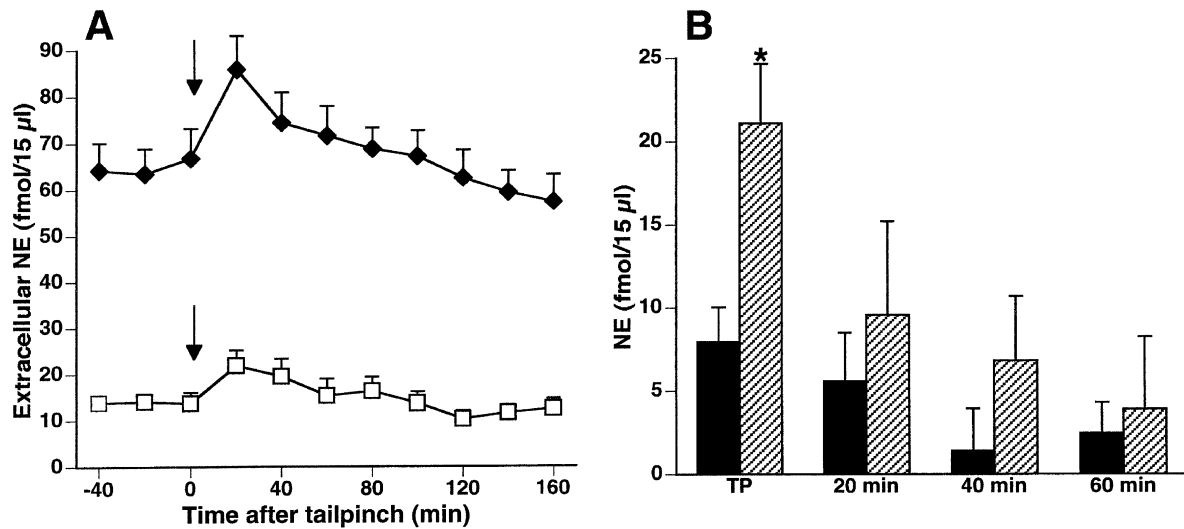 A
Extracellular NE (fmol/15 µl)
90
80
70
60
50
40
30
20
10
0
-40 0 40 80 120 160
Time after tailpinch (min)
B
NE (fmol/15 µl)
25
20
15
10
5
0
*
TP 20 min 40 min 60 min